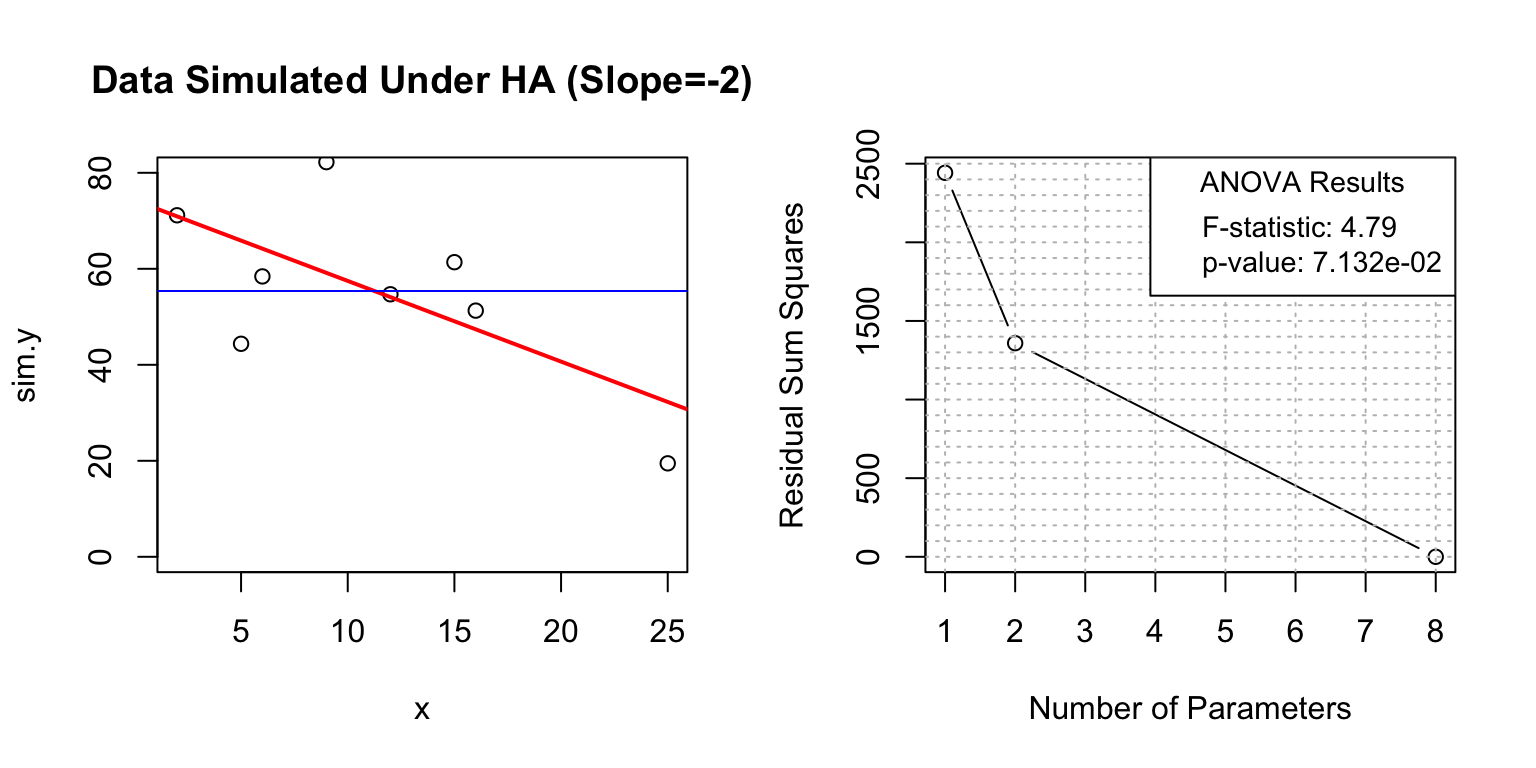 Data Simulated Under HA (Slope=-2)
sim.y
80
60
40
20
0
5 10 15 20 25
x
Residual Sum Squares
2500
1500
500
0
1 2 3 4 5 6 7 8
Number of Parameters
ANOVA Results
F-statistic: 4.79
p-value: 7.132e-02